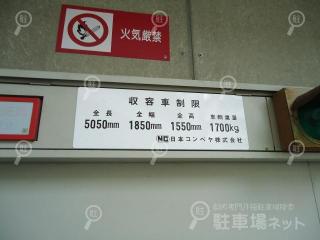 火気厳禁
収容車制限
全長 全幅 全高 車輌重量
5050mm 1850mm 1550mm 1700kg
NC 日本コンベヤ株式会社
駐車場ネット